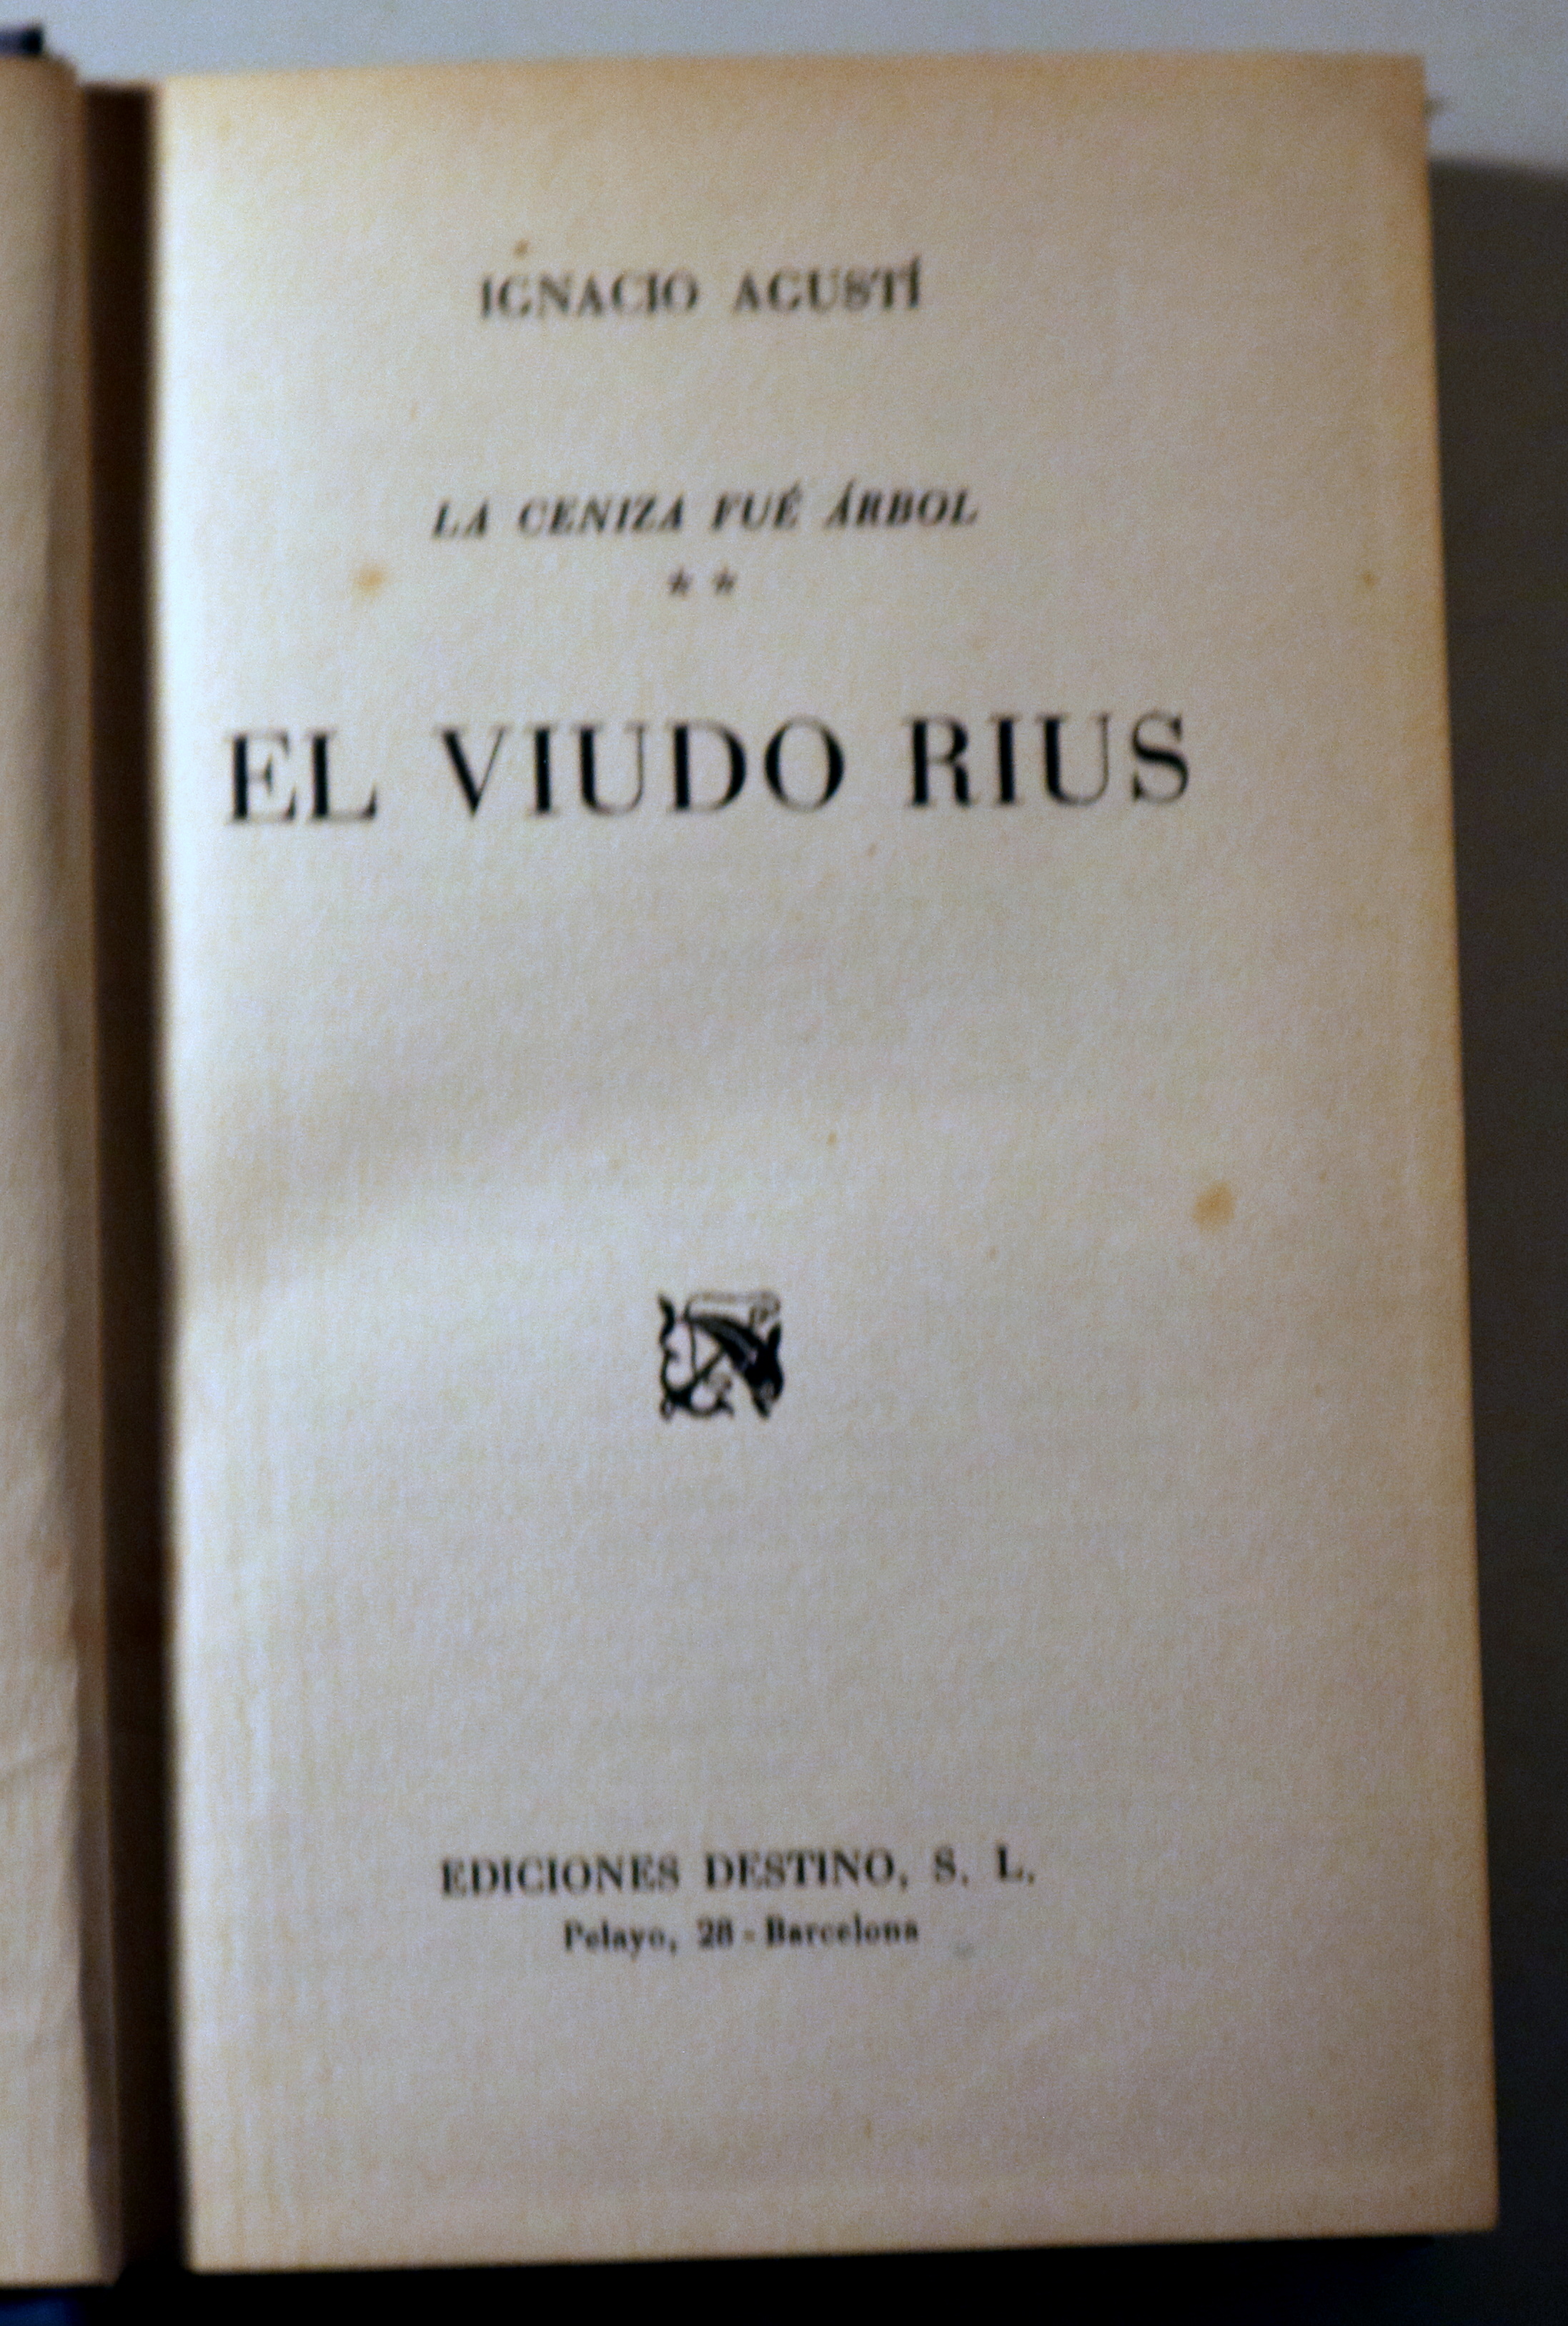 IGNACIO AGUSTÍ
LA CENIZA FUÉ ÁRBOL
* *
EL VIUDO RIUS
EDICIONES DESTINO, S. L.
Pelayo, 28 - Barcelona